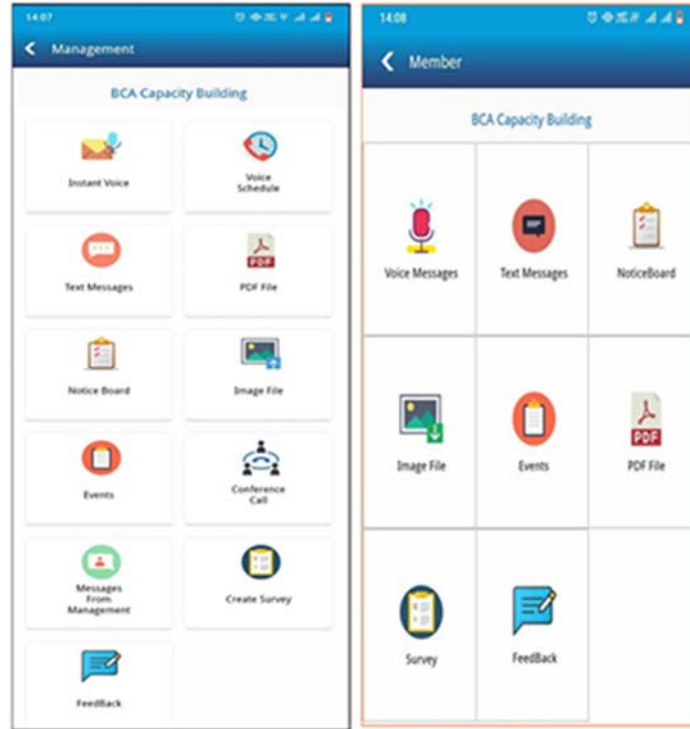 14:07
Management
BCA Capacity Building
Instant Voice
Voice
Schedule
Text Messages
PDF
PDF File
Notice Board
Image File
Events
Conference
Call
Messages
From
Management
Create Survey
FeedBack
14:08
Member
BCA Capacity Building
Voice Messages
Text Messages
NoticeBoard
Image File
Events
PDF
PDF File
Survey
FeedBack